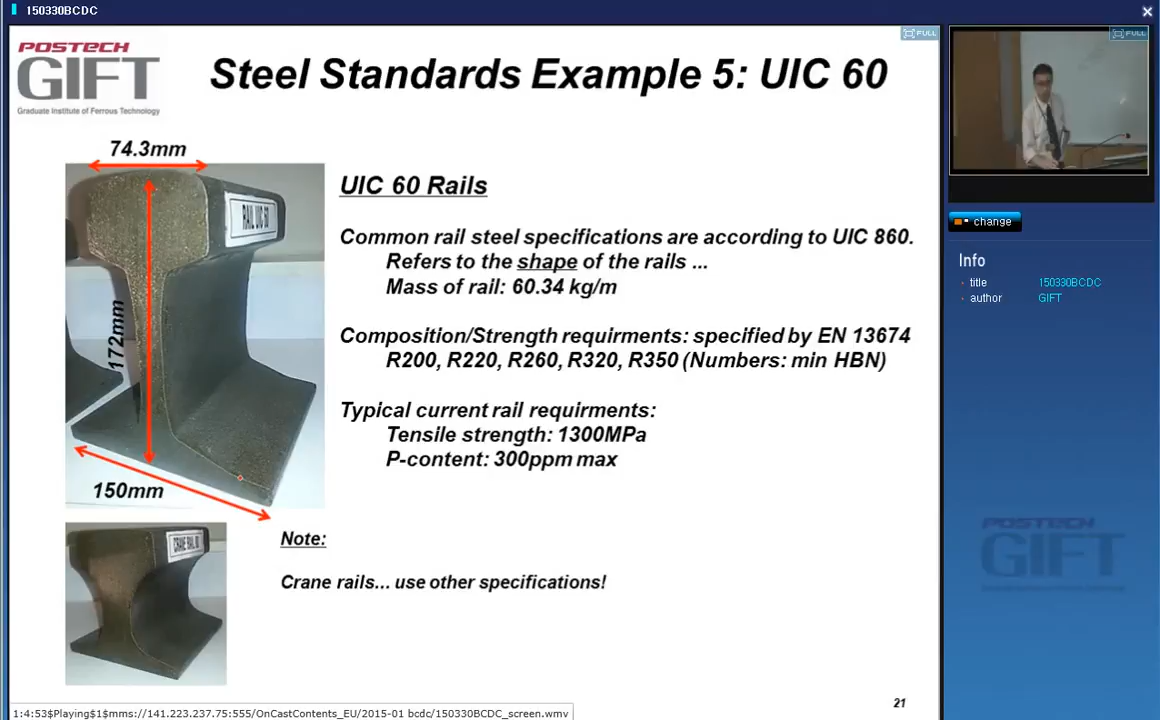 150330BCDC
POSTECH
GIFT
Graduate Institute of Ferrous Technology
Steel Standards Example 5: UIC 60
FULL
FULL
74.3mm
RAIL UIC 60
172mm
150mm
UIC 60 Rails
Common rail steel specifications are according to UIC 860.
Refers to the shape of the rails ...
Mass of rail: 60.34 kg/m
Composition/Strength requirments: specified by EN 13674
R200, R220, R260, R320, R350 (Numbers: min HBN)
Typical current rail requirments:
Tensile strength: 1300MPa
P-content: 300ppm max
Note:
Crane rails... use other specifications!
CRANE RAIL
21
change
Info
title 150330BCDC
author GIFT
POSTECH
GIFT
1:4:53$Playing$1$mms://141.223.237.75:555/OnCastContents_EU/2015-01 bcdc/150330BCDC_screen.wmv